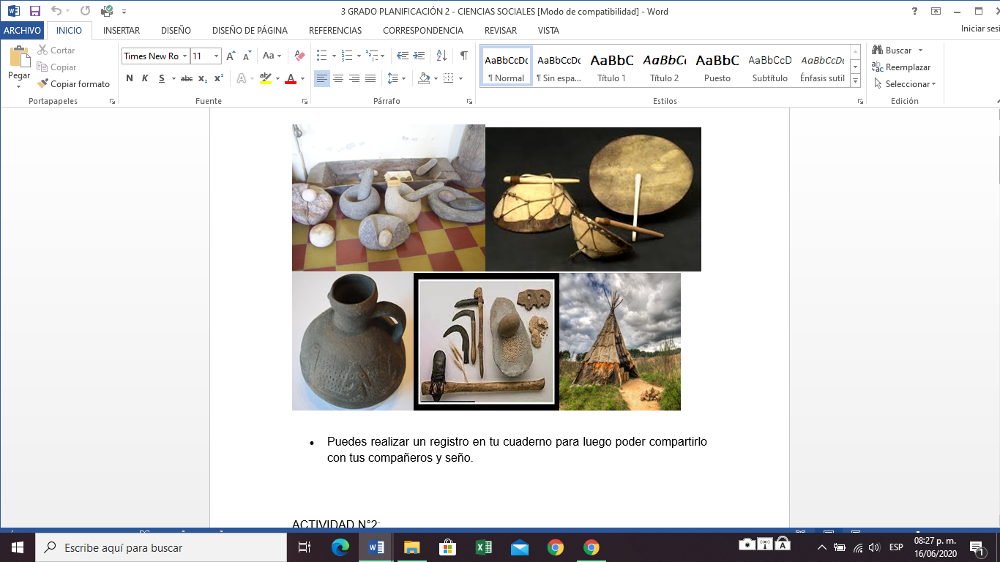 3 GRADO PLANIFICACIÓN 2 - CIENCIAS SOCIALES [Modo de compatibilidad] - Word
ARCHIVO INICIO INSERTAR DISEÑO DISEÑO DE PÁGINA REFERENCIAS CORRESPONDENCIA REVISAR VISTA Iniciar sesi
Pegar
Cortar
Copiar
Copiar formato
Portapapeles
Times New Ro 11
N K S abc x₂ x²
Fuente
Párrafo
AaBbCcDc AaBbCcDc AaBbC AaBbC AaBbC AaBbCcD AaBbCcDc
¶ Normal ¶ Sin espa... Título 1 Título 2 Puesto Subtítulo Énfasis sutil
Estilos
Buscar
Reemplazar
Seleccionar
Edición
• Puedes realizar un registro en tu cuaderno para luego poder compartirlo
con tus compañeros y seño.
ACTIVIDAD N°2:
Escribe aquí para buscar
ESP
08:27 p. m.
16/06/2020
1